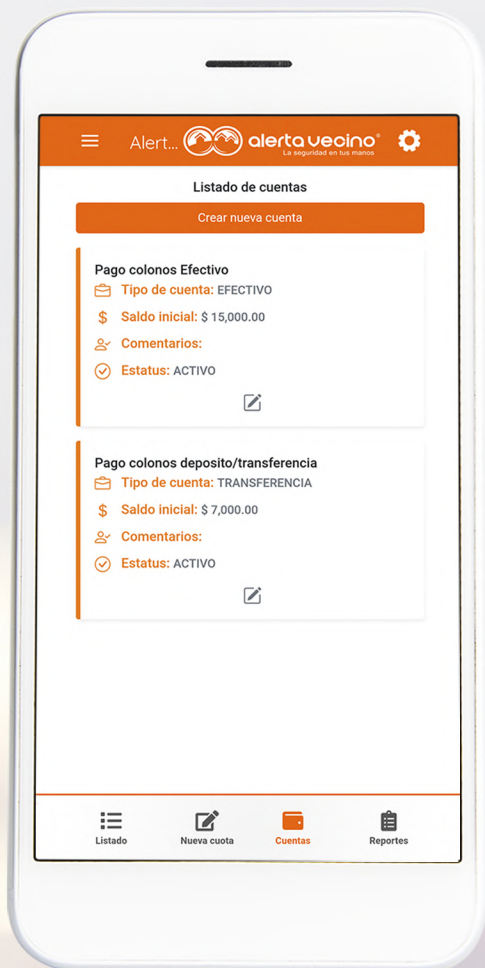 Alert... alerta vecino®
La seguridad en tus manos
Listado de cuentas
Crear nueva cuenta
Pago colonos Efectivo
Tipo de cuenta: EFECTIVO
$ Saldo inicial: $ 15,000.00
Comentarios:
Estatus: ACTIVO
Pago colonos deposito/transferencia
Tipo de cuenta: TRANSFERENCIA
$ Saldo inicial: $ 7,000.00
Comentarios:
Estatus: ACTIVO
Listado Nueva cuota Cuentas Reportes